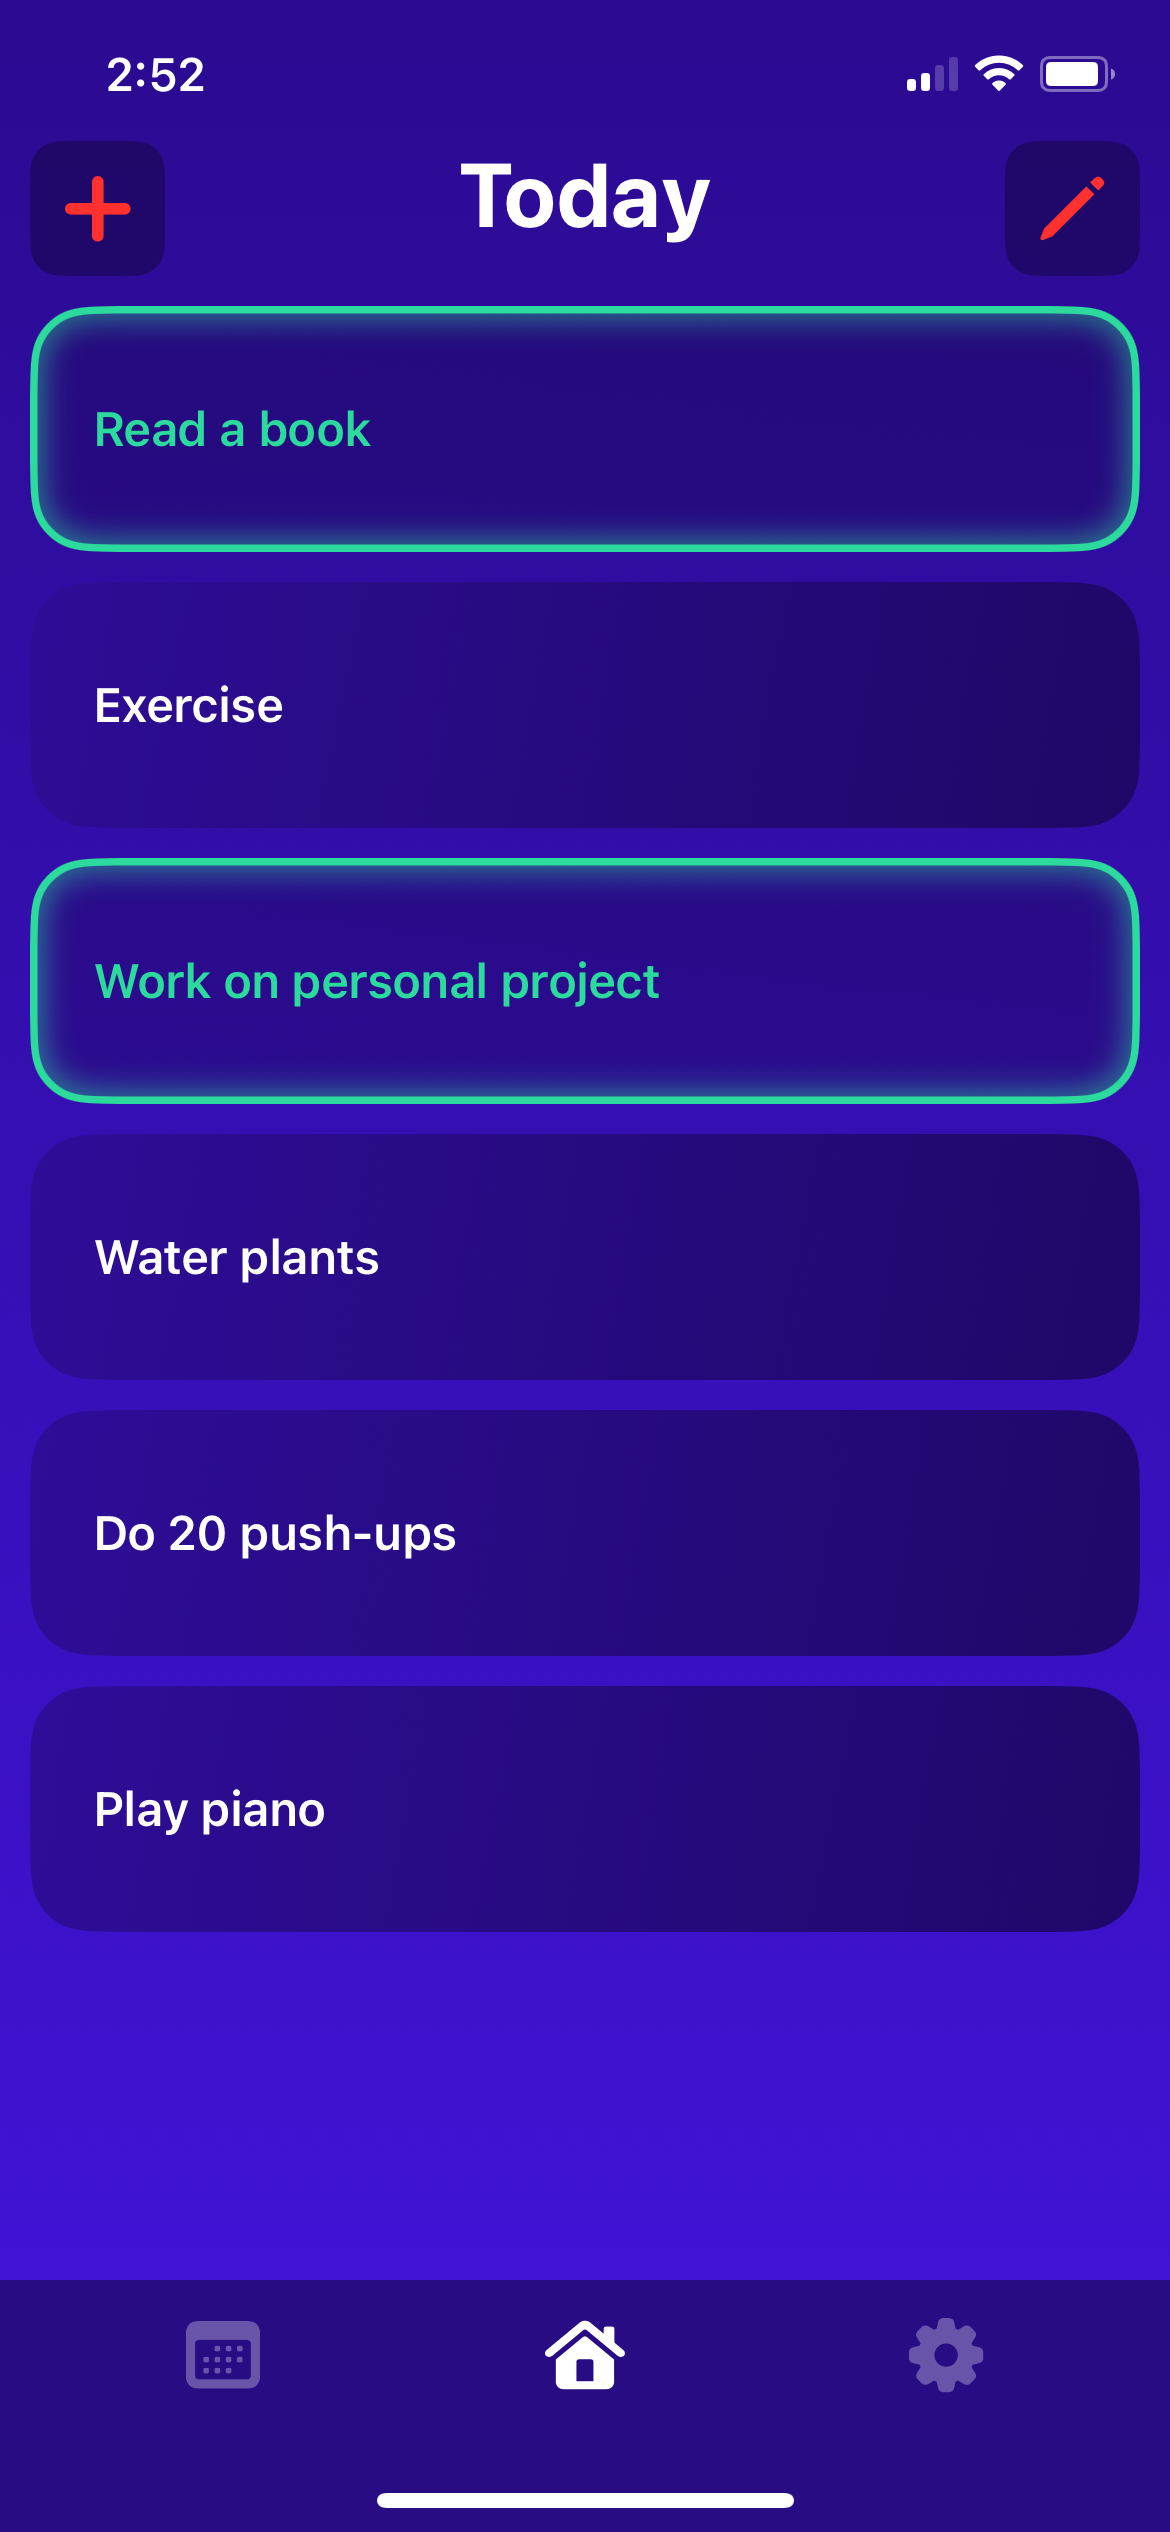 2:52
Today
Read a book
Exercise
Work on personal project
Water plants
Do 20 push-ups
Play piano